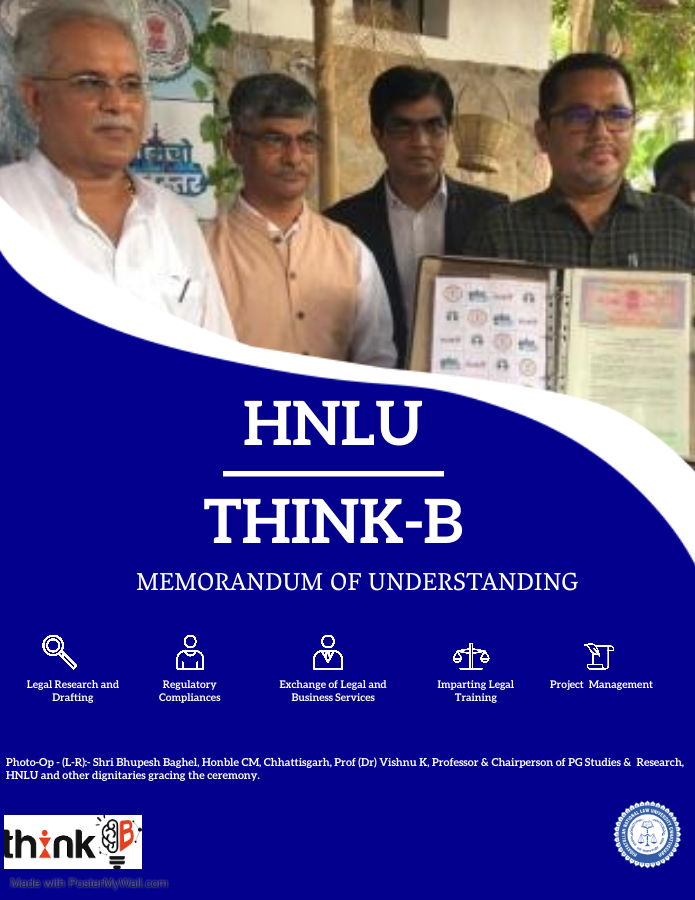 HNLU
THINK-B
MEMORANDUM OF UNDERSTANDING
Legal Research and
Drafting
Regulatory
Compliances
Exchange of Legal and
Business Services
Imparting Legal
Training
Project Management
Photo-Op - (L-R):- Shri Bhupesh Baghel, Honble CM, Chhattisgarh, Prof (Dr) Vishnu K, Professor & Chairperson of PG Studies & Research,
HNLU and other dignitaries gracing the ceremony.
thinkB
Made with PosterMyWall.com